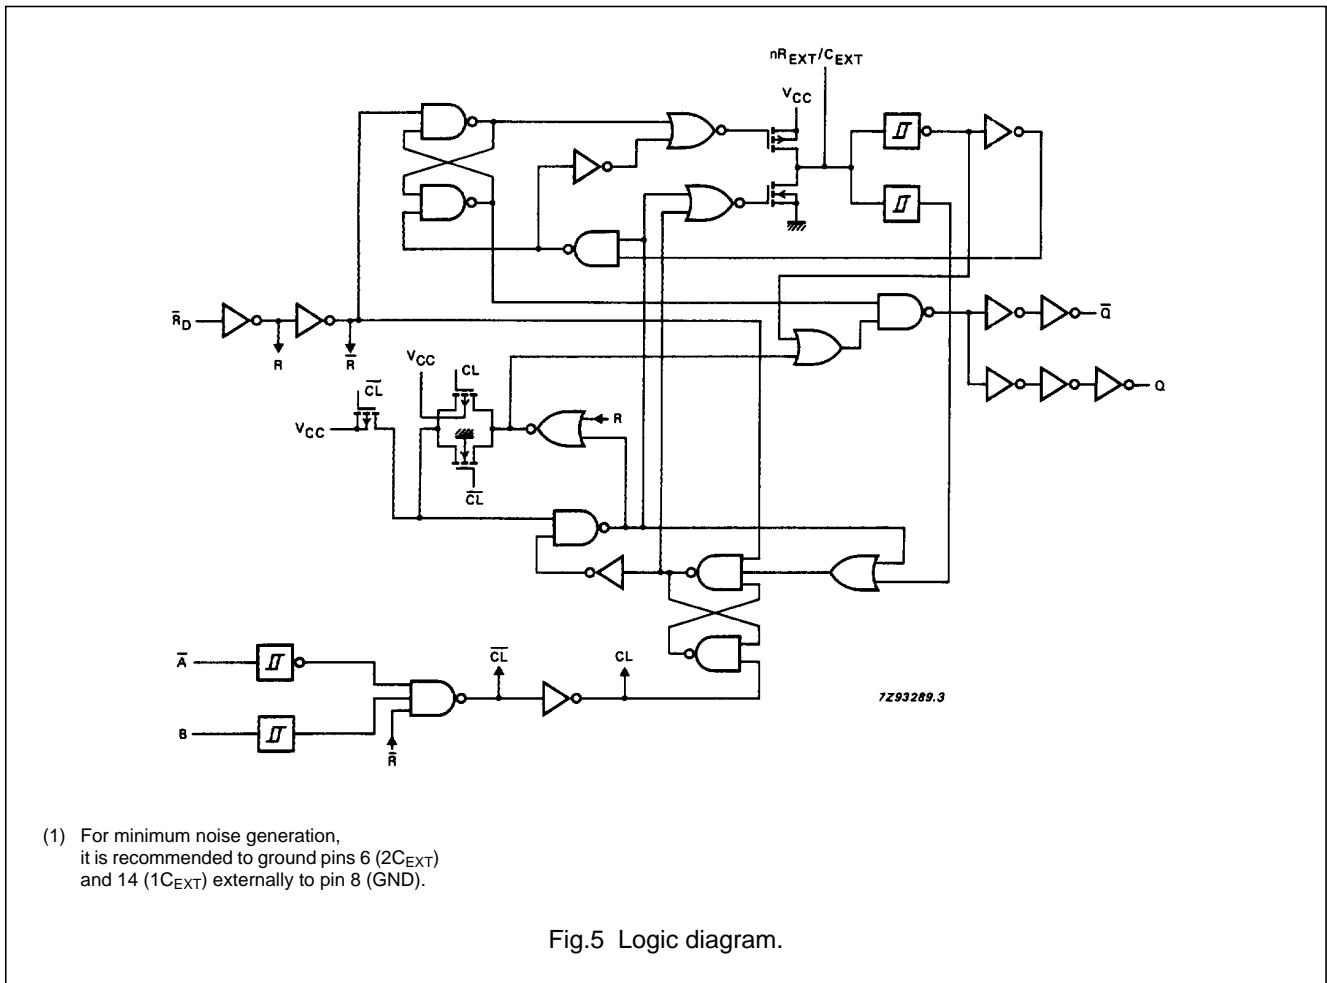 nR_EXT/C_EXT
V_CC
R̅_D
Q̅
R
R̅
V_CC
CL
C̅L̅
V_CC
R
Q
C̅L̅
A̅
C̅L̅
CL
7Z93289.3
B
R̅
(1) For minimum noise generation,
it is recommended to ground pins 6 (2C_EXT)
and 14 (1C_EXT) externally to pin 8 (GND).
Fig.5 Logic diagram.